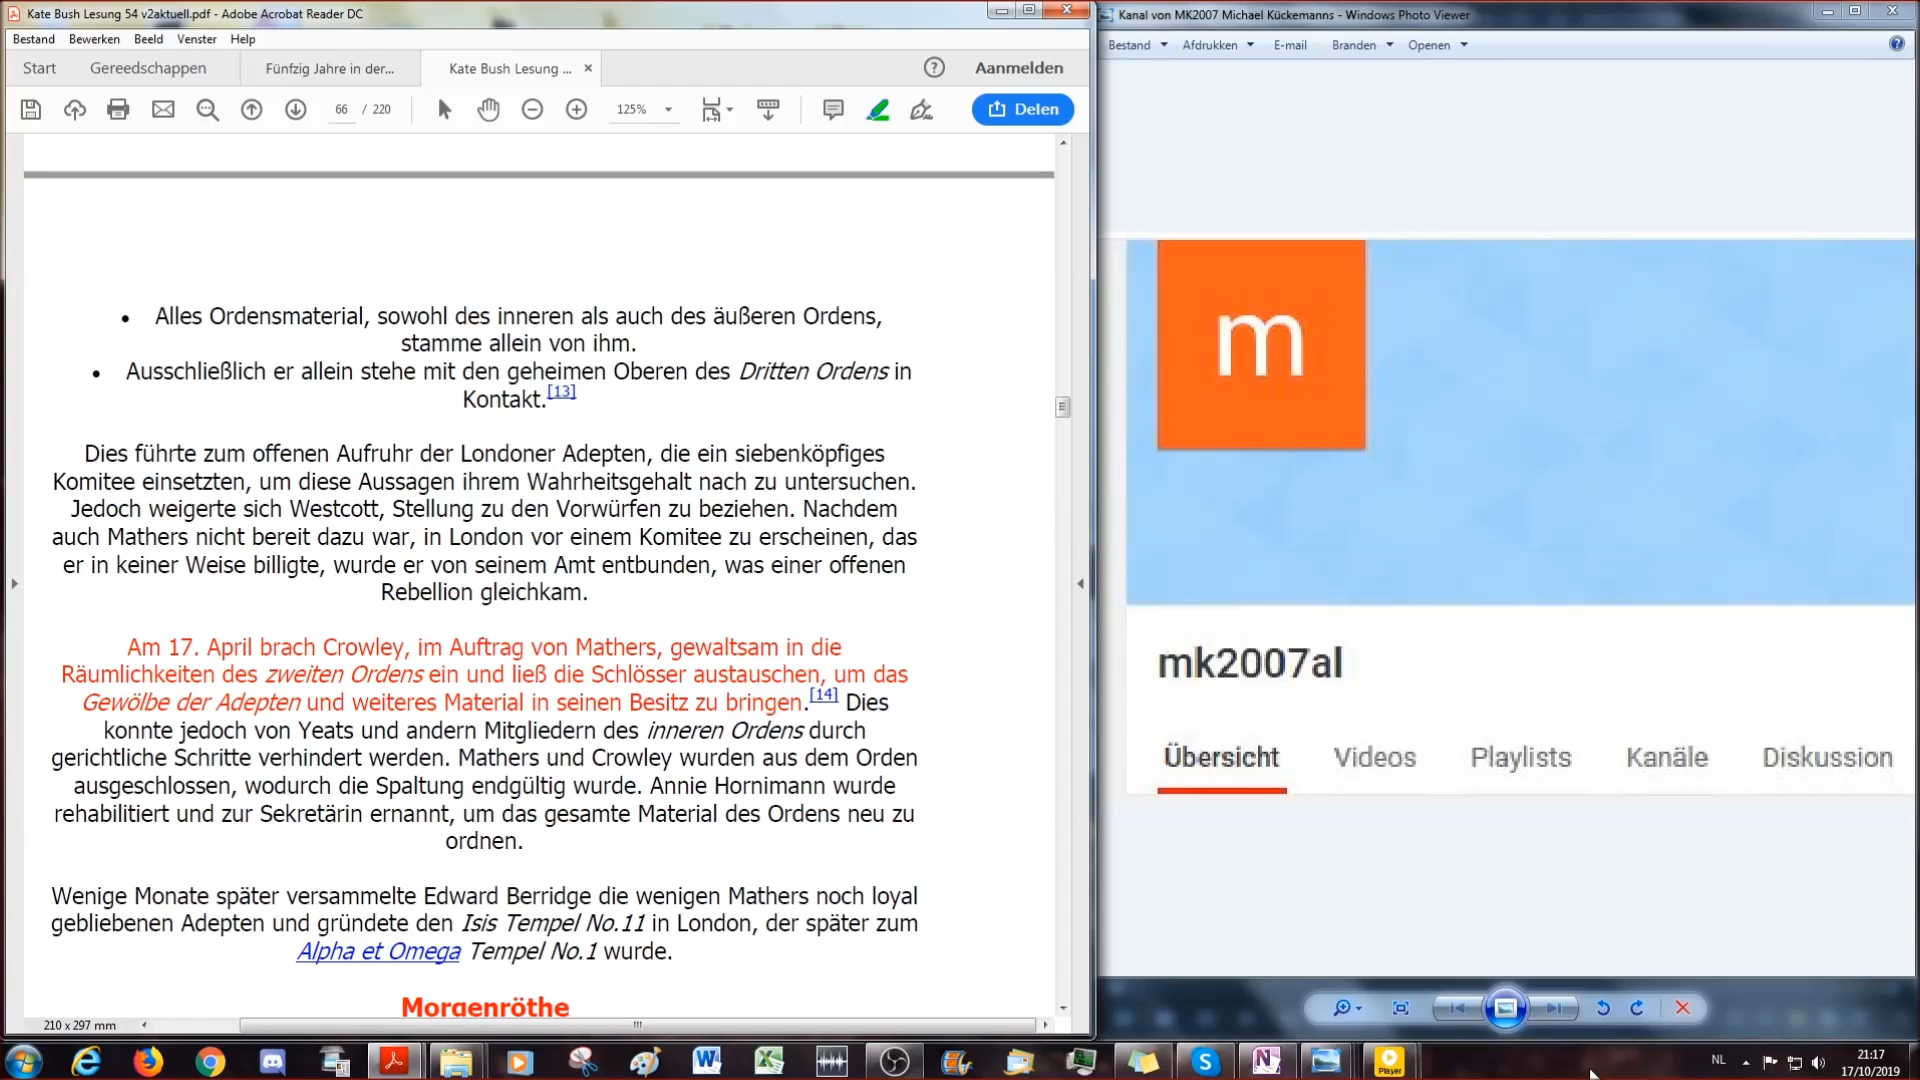 Kate Bush Lesung 54 v2aktuell.pdf - Adobe Acrobat Reader DC
Bestand Bewerken Beeld Venster Help
Start Gereedschappen Fünfzig Jahre in der... Kate Bush Lesung ... × Aanmelden
66 / 220 125% Delen
• Alles Ordensmaterial, sowohl des inneren als auch des äußeren Ordens,
stamme allein von ihm.
• Ausschließlich er allein stehe mit den geheimen Oberen des Dritten Ordens in
Kontakt.[13]
Dies führte zum offenen Aufruhr der Londoner Adepten, die ein siebenköpfiges
Komitee einsetzten, um diese Aussagen ihrem Wahrheitsgehalt nach zu untersuchen.
Jedoch weigerte sich Westcott, Stellung zu den Vorwürfen zu beziehen. Nachdem
auch Mathers nicht bereit dazu war, in London vor einem Komitee zu erscheinen, das
er in keiner Weise billigte, wurde er von seinem Amt entbunden, was einer offenen
Rebellion gleichkam.
Am 17. April brach Crowley, im Auftrag von Mathers, gewaltsam in die
Räumlichkeiten des zweiten Ordens ein und ließ die Schlösser austauschen, um das
Gewölbe der Adepten und weiteres Material in seinen Besitz zu bringen.[14] Dies
konnte jedoch von Yeats und andern Mitgliedern des inneren Ordens durch
gerichtliche Schritte verhindert werden. Mathers und Crowley wurden aus dem Orden
ausgeschlossen, wodurch die Spaltung endgültig wurde. Annie Hornimann wurde
rehabilitiert und zur Sekretärin ernannt, um das gesamte Material des Ordens neu zu
ordnen.
Wenige Monate später versammelte Edward Berridge die wenigen Mathers noch loyal
gebliebenen Adepten und gründete den Isis Tempel No.11 in London, der später zum
Alpha et Omega Tempel No.1 wurde.
Morgenröthe
210 x 297 mm
Kanal von MK2007 Michael Kückemanns - Windows Photo Viewer
Bestand Afdrukken E-mail Branden Openen
m
mk2007al
Übersicht Videos Playlists Kanäle Diskussion
Player
NL
21:17
17/10/2019